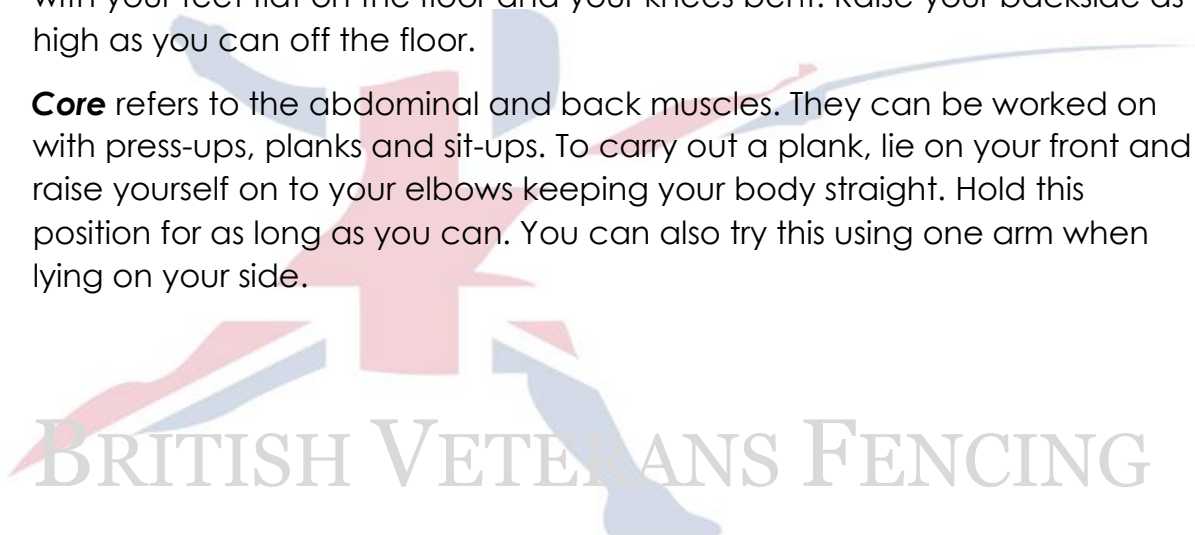 with your feet flat on the floor and your knees bent. Raise your backside as
high as you can off the floor.
Core refers to the abdominal and back muscles. They can be worked on
with press-ups, planks and sit-ups. To carry out a plank, lie on your front and
raise yourself on to your elbows keeping your body straight. Hold this
position for as long as you can. You can also try this using one arm when
lying on your side.
BRITISH VETERANS FENCING